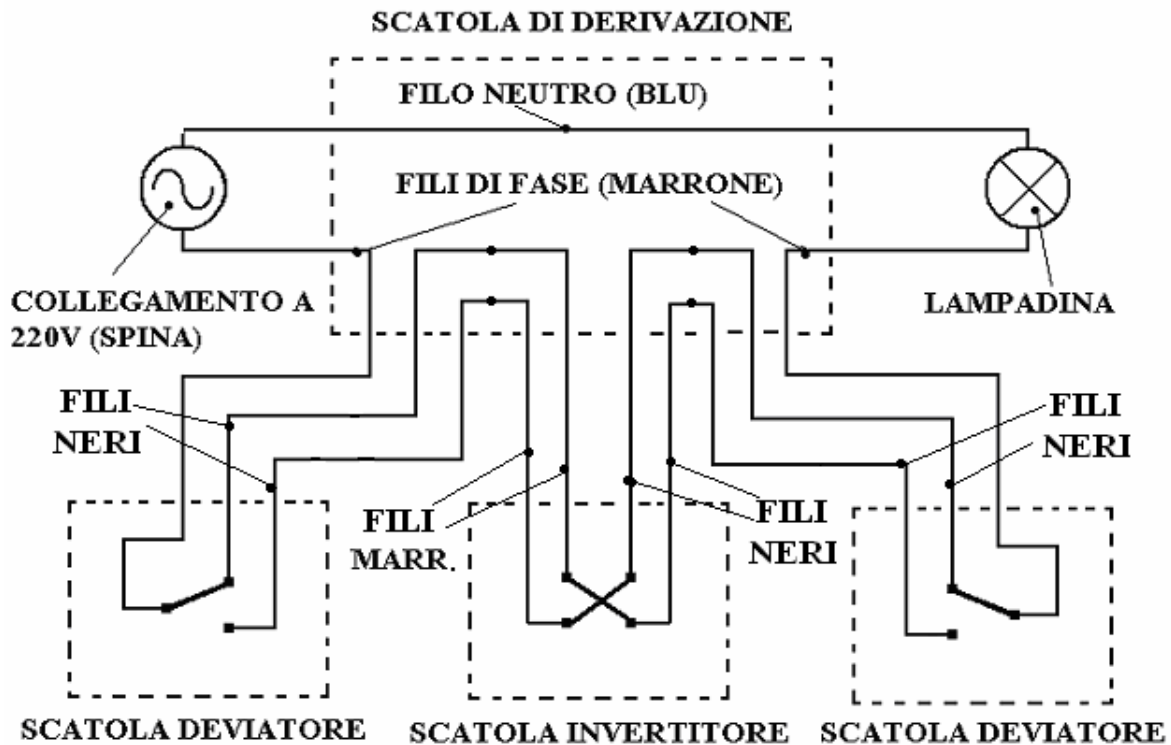 SCATOLA DI DERIVAZIONE
FILO NEUTRO (BLU)
FILI DI FASE (MARRONE)
COLLEGAMENTO A
220V (SPINA)
LAMPADINA
FILI
NERI
FILI
MARR.
FILI
NERI
FILI
NERI
SCATOLA DEVIATORE
SCATOLA INVERTITORE
SCATOLA DEVIATORE